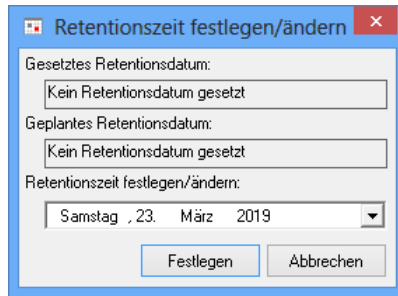 Retentionszeit festlegen/ändern
Gesetztes Retentionsdatum:
Kein Retentionsdatum gesetzt
Geplantes Retentionsdatum:
Kein Retentionsdatum gesetzt
Retentionszeit festlegen/ändern:
Samstag , 23. März 2019
Festlegen Abbrechen